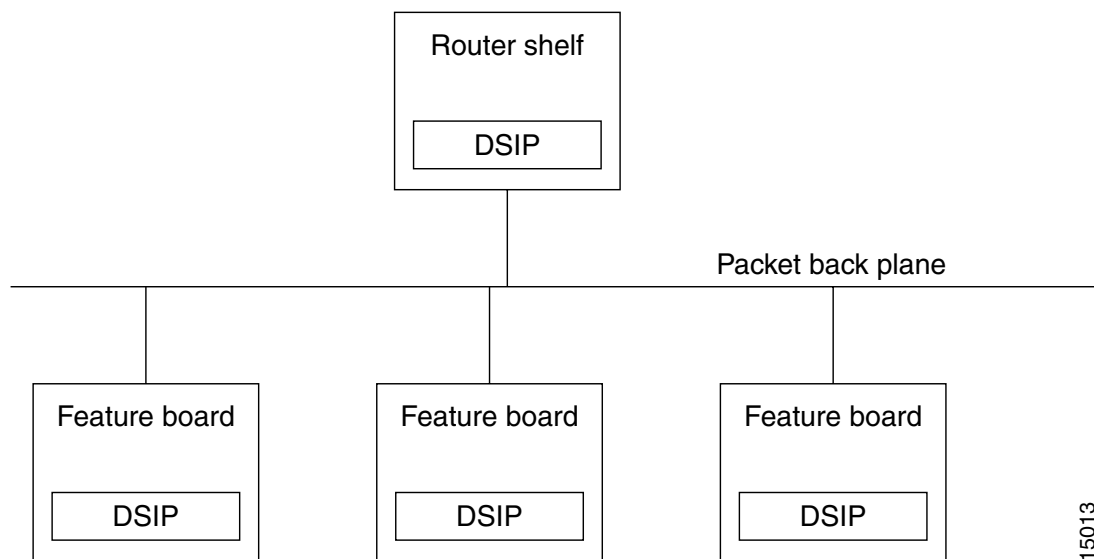 Router shelf
DSIP
Packet back plane
Feature board
Feature board
Feature board
DSIP
DSIP
DSIP
15013